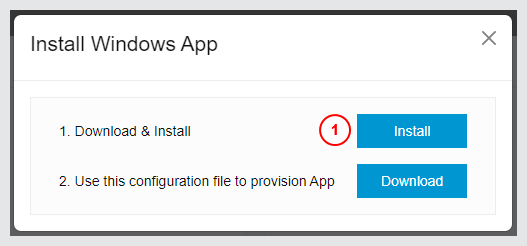 Install Windows App
1. Download & Install
1
Install
2. Use this configuration file to provision App
Download